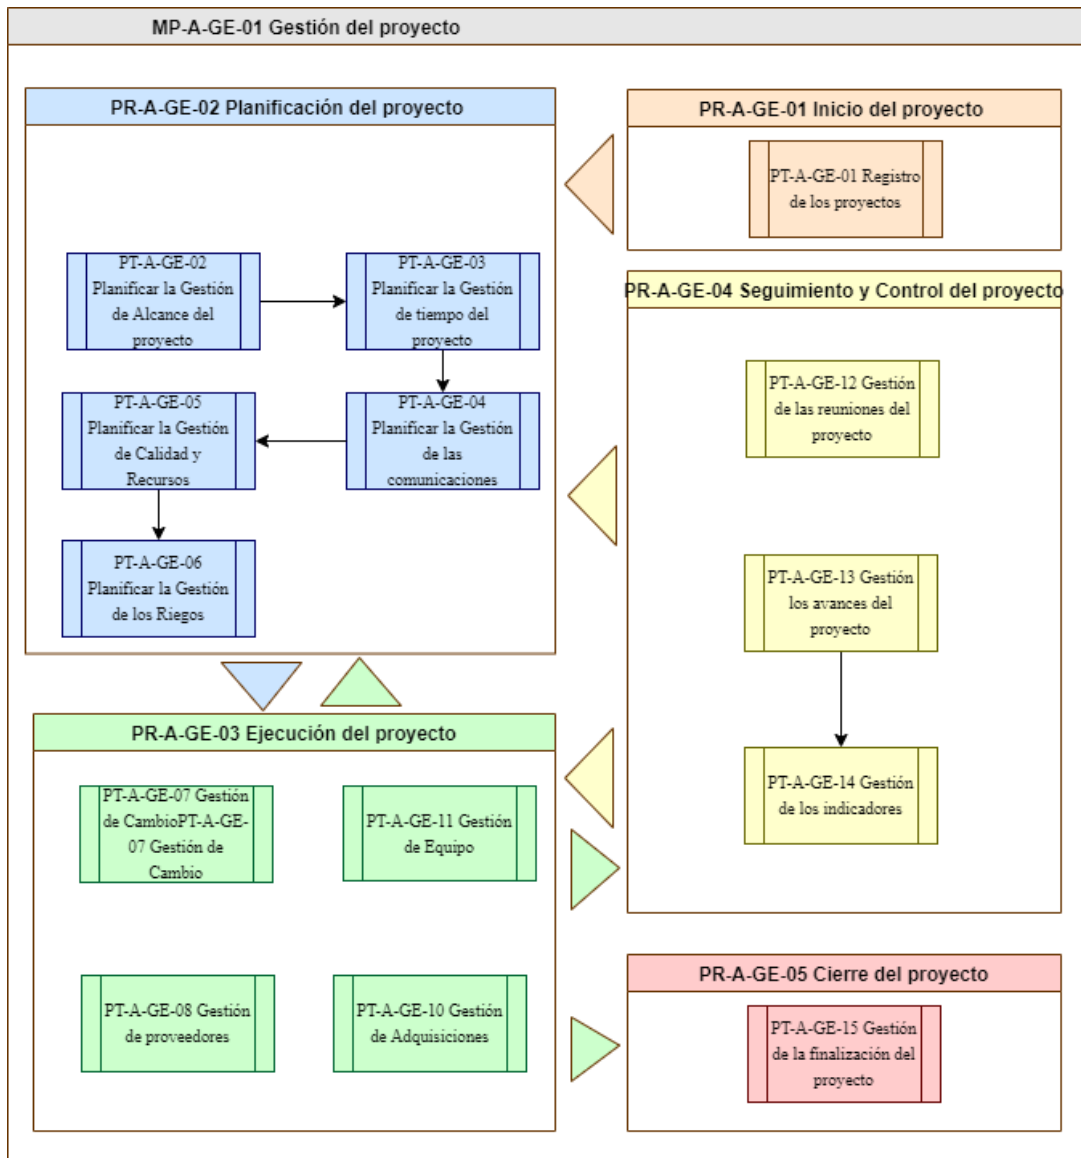 MP-A-GE-01 Gestión del proyecto
PR-A-GE-02 Planificación del proyecto
PT-A-GE-02
Planificar la Gestión
de Alcance del
proyecto
PT-A-GE-03
Planificar la Gestión
de tiempo del
proyecto
PT-A-GE-05
Planificar la Gestión
de Calidad y
Recursos
PT-A-GE-04
Planificar la Gestión
de las
comunicaciones
PT-A-GE-06
Planificar la Gestión
de los Riegos
PR-A-GE-01 Inicio del proyecto
PT-A-GE-01 Registro
de los proyectos
PR-A-GE-04 Seguimiento y Control del proyecto
PT-A-GE-12 Gestión
de las reuniones del
proyecto
PT-A-GE-13 Gestión
los avances del
proyecto
PT-A-GE-14 Gestión
de los indicadores
PR-A-GE-03 Ejecución del proyecto
PT-A-GE-07 Gestión
de CambioPT-A-GE-
07 Gestión de
Cambio
PT-A-GE-11 Gestión
de Equipo
PT-A-GE-08 Gestión
de proveedores
PT-A-GE-10 Gestión
de Adquisiciones
PR-A-GE-05 Cierre del proyecto
PT-A-GE-15 Gestión
de la finalización del
proyecto